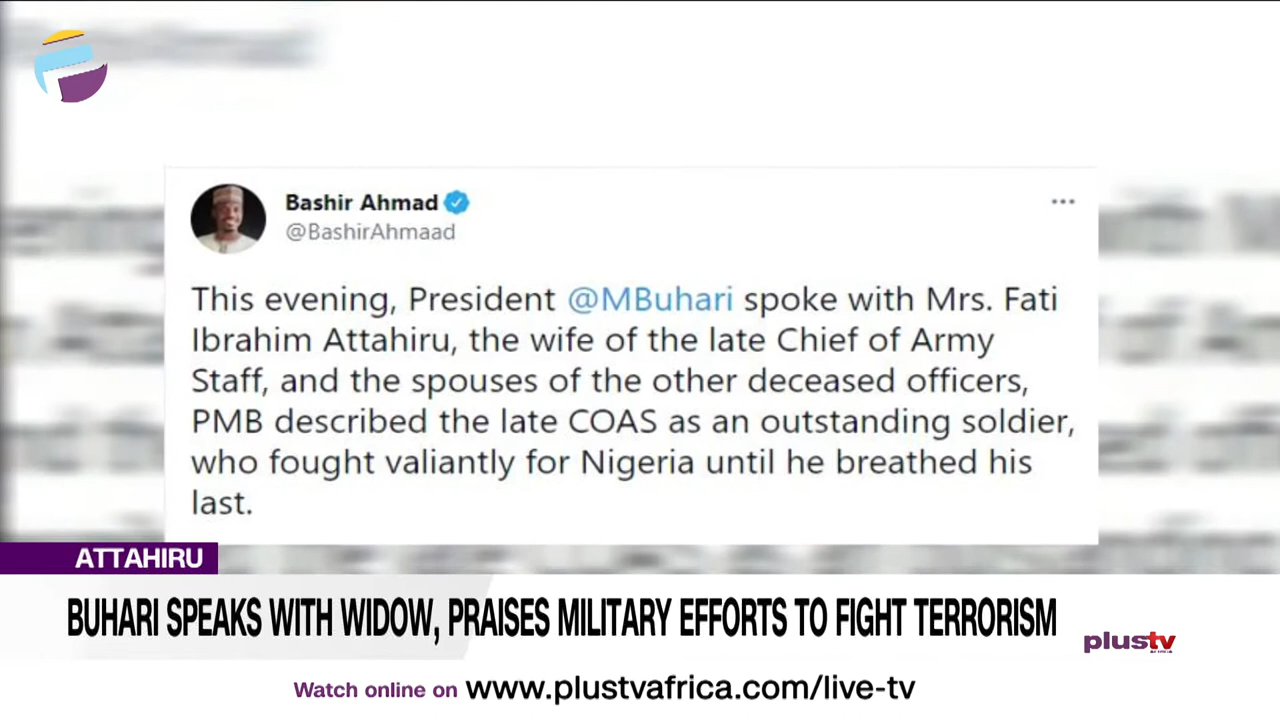 Bashir Ahmad
@BashirAhmaad
This evening, President @MBuhari spoke with Mrs. Fati
Ibrahim Attahiru, the wife of the late Chief of Army
Staff, and the spouses of the other deceased officers,
PMB described the late COAS as an outstanding soldier,
who fought valiantly for Nigeria until he breathed his
last.
ATTAHIRU
BUHARI SPEAKS WITH WIDOW, PRAISES MILITARY EFFORTS TO FIGHT TERRORISM
plustv
Watch online on www.plustvafrica.com/live-tv